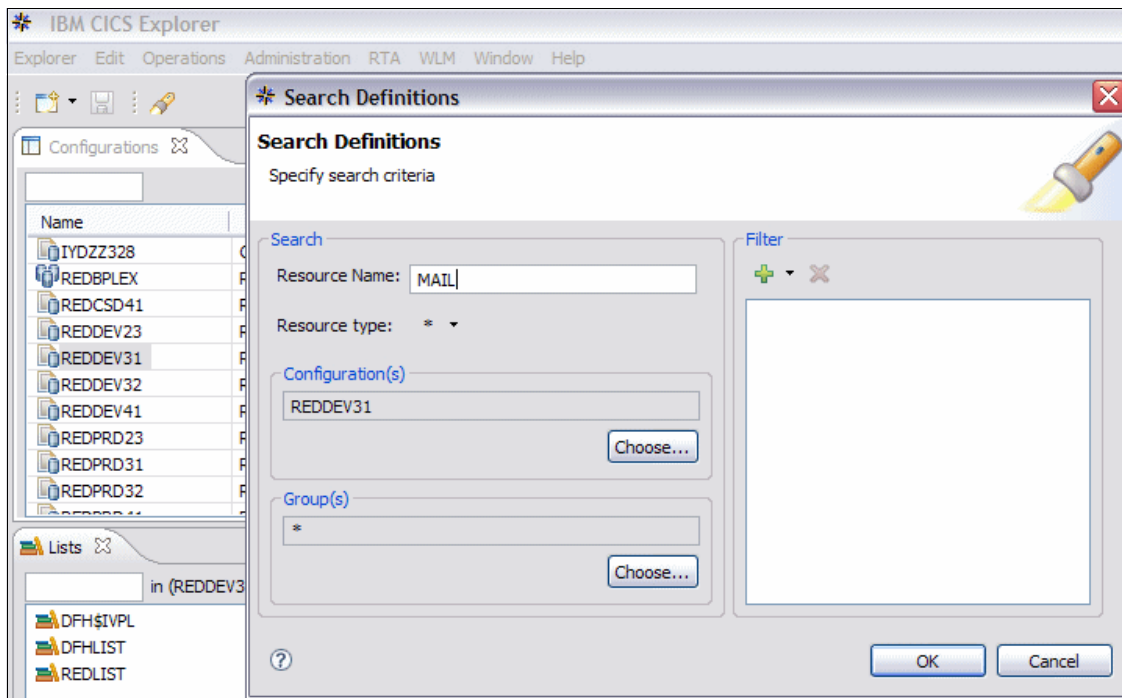 IBM CICS Explorer
Explorer Edit Operations Administration RTA WLM Window Help
Search Definitions
Configurations
Search Definitions
Specify search criteria
Name
IYDZZ328
REDBPLEX
REDCSD41
REDDEV23
REDDEV31
REDDEV32
REDDEV41
REDPRD23
REDPRD31
REDPRD32
Search
Resource Name: MAIL
Resource type: *
Configuration(s)
REDDEV31
Choose...
Group(s)
*
Choose...
Filter
Lists
in (REDDEV3
DFH$IVPL
DFHLIST
REDLIST
?
OK Cancel